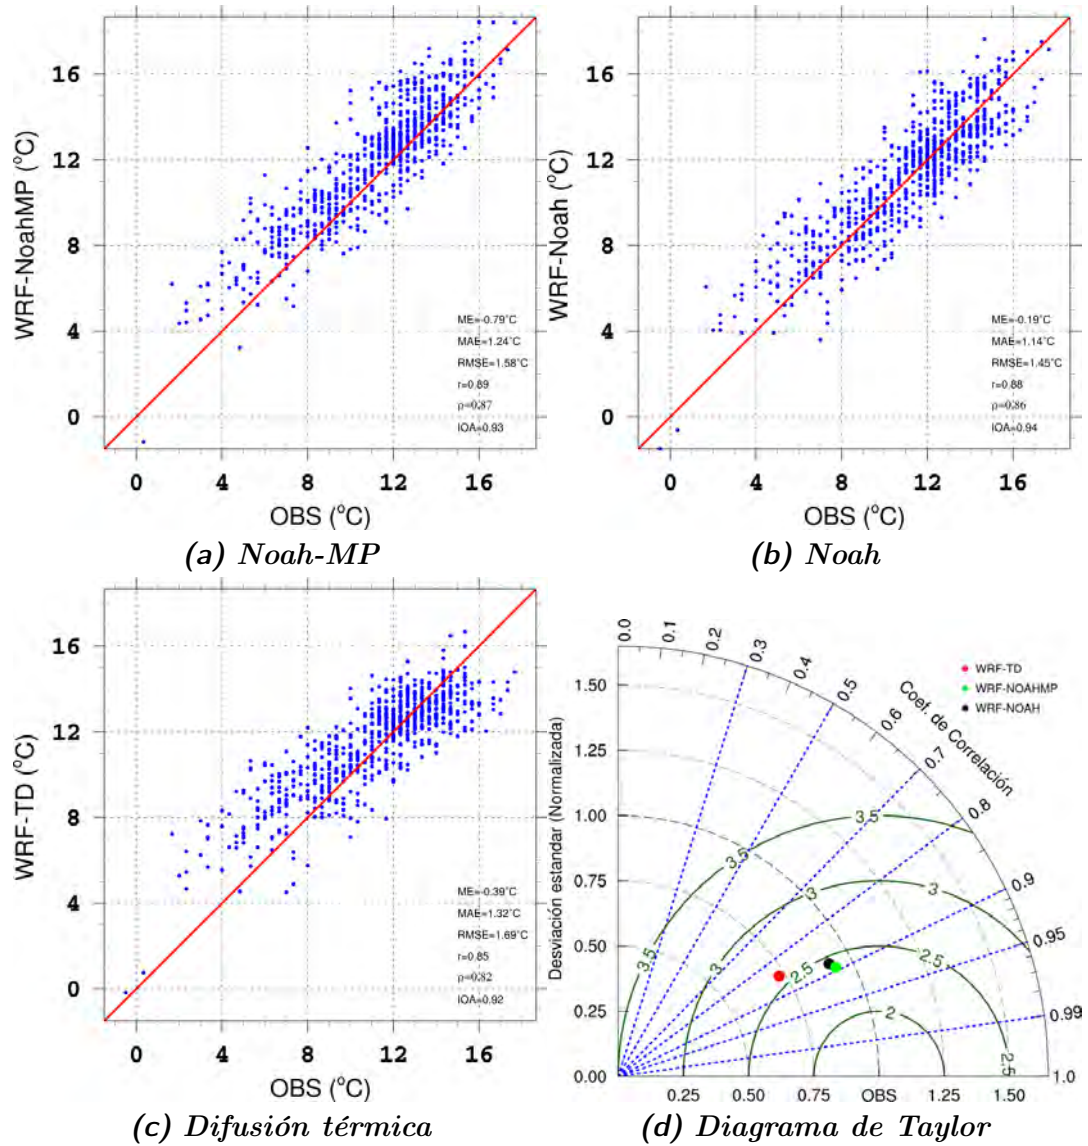 16
12
8
4
0
WRF-NoahMP (°C)
ME=-0.79°C
MAE=1.24°C
RMSE=1.58°C
r=0.89
ρ=0.87
IOA=0.93
0 4 8 12 16
OBS (°C)
(a) Noah-MP
16
12
8
4
0
WRF-Noah (°C)
ME=-0.19°C
MAE=1.14°C
RMSE=1.45°C
r=0.88
ρ=0.86
IOA=0.94
0 4 8 12 16
OBS (°C)
(b) Noah
16
12
8
4
0
WRF-TD (°C)
ME=-0.39°C
MAE=1.32°C
RMSE=1.69°C
r=0.85
ρ=0.82
IOA=0.92
0 4 8 12 16
OBS (°C)
(c) Difusión térmica
0.0 0.1 0.2 0.3 0.4 0.5 0.6 0.7 0.8 0.9 0.95 0.99 1.0
Coef. de Correlación
WRF-TD
WRF-NOAHMP
WRF-NOAH
1.50
1.25
1.00
0.75
0.50
0.25
0.00
Desviación estandar (Normalizada)
3.5 3.5 3.5
3 3 3
2.5 2.5 2.5
2
0.25 0.50 0.75 OBS 1.25 1.50
(d) Diagrama de Taylor